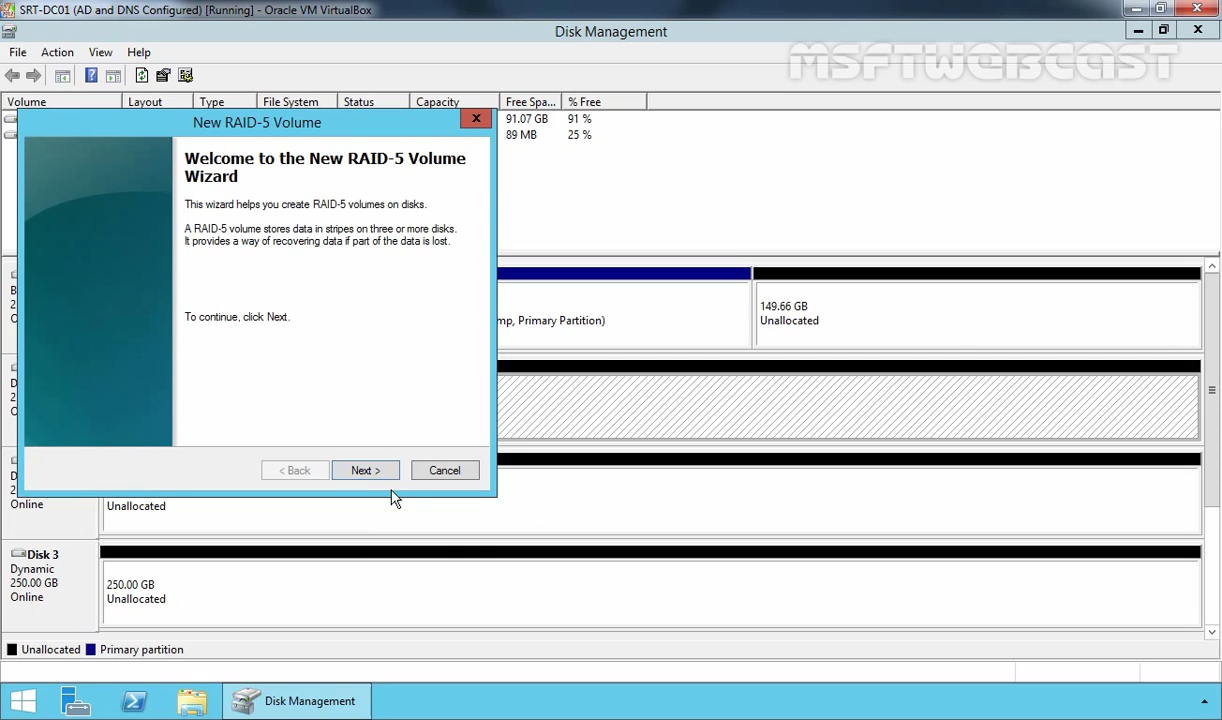 SRT-DC01 (AD and DNS Configured) [Running] - Oracle VM VirtualBox
Disk Management
MSFTWEBCAST
File Action View Help
Volume Layout Type File System Status Capacity Free Spa... % Free
91.07 GB 91 %
89 MB 25 %
New RAID-5 Volume
Welcome to the New RAID-5 Volume
Wizard
This wizard helps you create RAID-5 volumes on disks.
A RAID-5 volume stores data in stripes on three or more disks.
It provides a way of recovering data if part of the data is lost.
To continue, click Next.
< Back Next > Cancel
B
2
O
mp, Primary Partition)
149.66 GB
Unallocated
D
2
O
D
2
Online
Unallocated
Disk 3
Dynamic
250.00 GB
Online
250.00 GB
Unallocated
Unallocated Primary partition
Disk Management